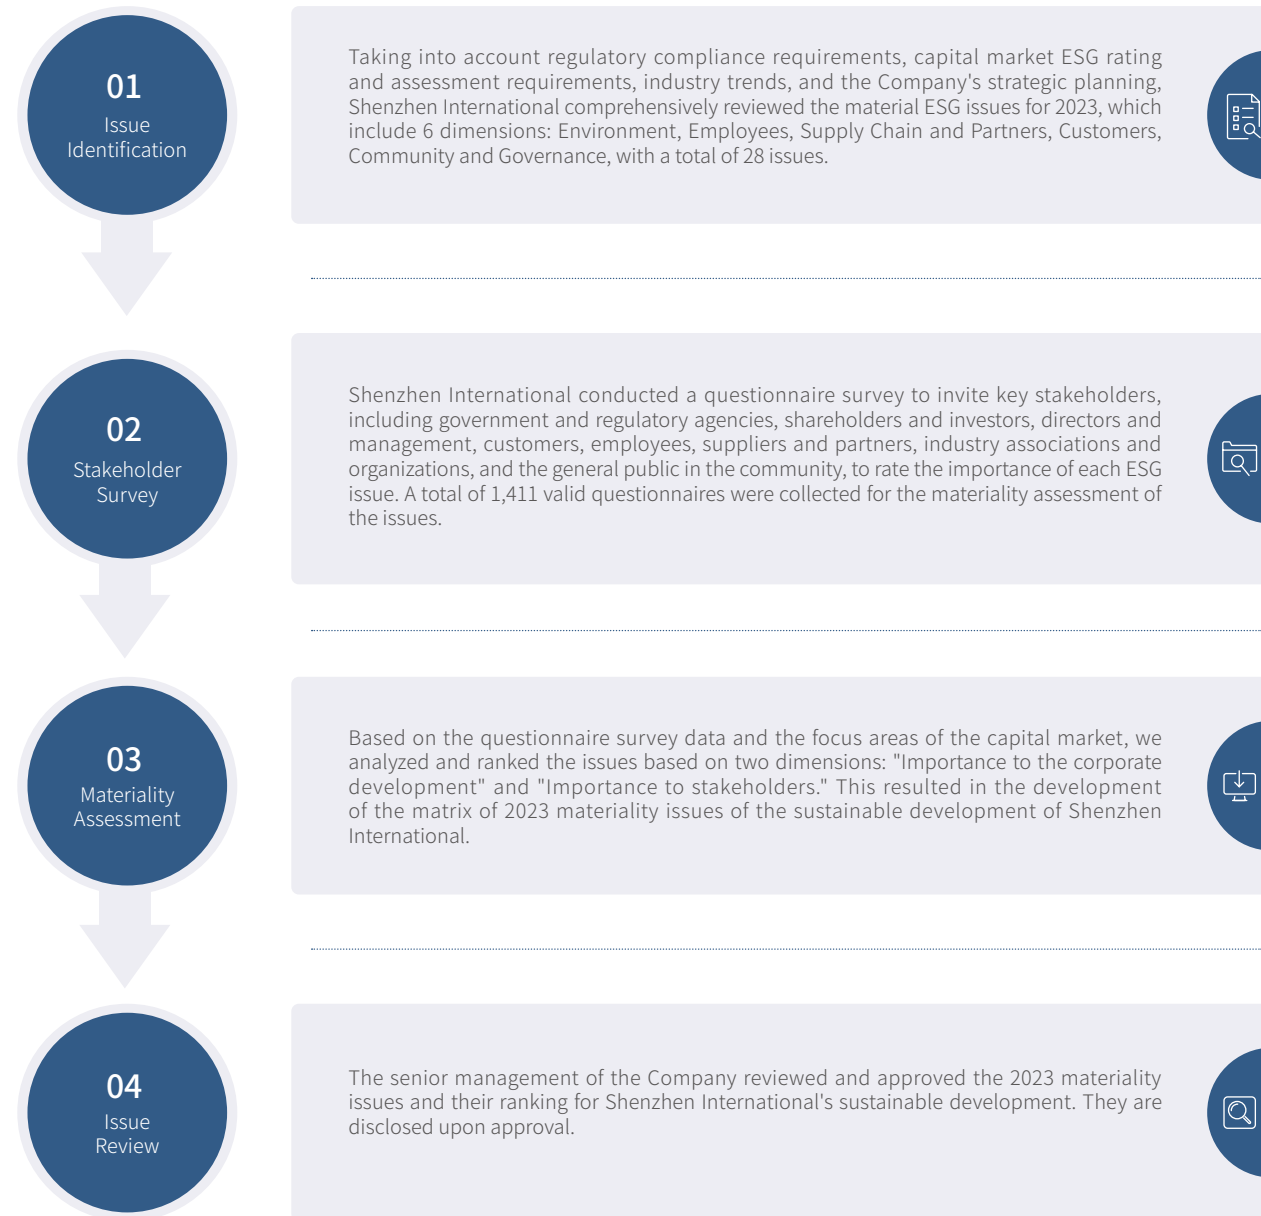 01
Issue
Identification
Taking into account regulatory compliance requirements, capital market ESG rating
and assessment requirements, industry trends, and the Company's strategic planning,
Shenzhen International comprehensively reviewed the material ESG issues for 2023, which
include 6 dimensions: Environment, Employees, Supply Chain and Partners, Customers,
Community and Governance, with a total of 28 issues.
02
Stakeholder
Survey
Shenzhen International conducted a questionnaire survey to invite key stakeholders,
including government and regulatory agencies, shareholders and investors, directors and
management, customers, employees, suppliers and partners, industry associations and
organizations, and the general public in the community, to rate the importance of each ESG
issue. A total of 1,411 valid questionnaires were collected for the materiality assessment of
the issues.
03
Materiality
Assessment
Based on the questionnaire survey data and the focus areas of the capital market, we
analyzed and ranked the issues based on two dimensions: "Importance to the corporate
development" and "Importance to stakeholders." This resulted in the development
of the matrix of 2023 materiality issues of the sustainable development of Shenzhen
International.
04
Issue
Review
The senior management of the Company reviewed and approved the 2023 materiality
issues and their ranking for Shenzhen International's sustainable development. They are
disclosed upon approval.